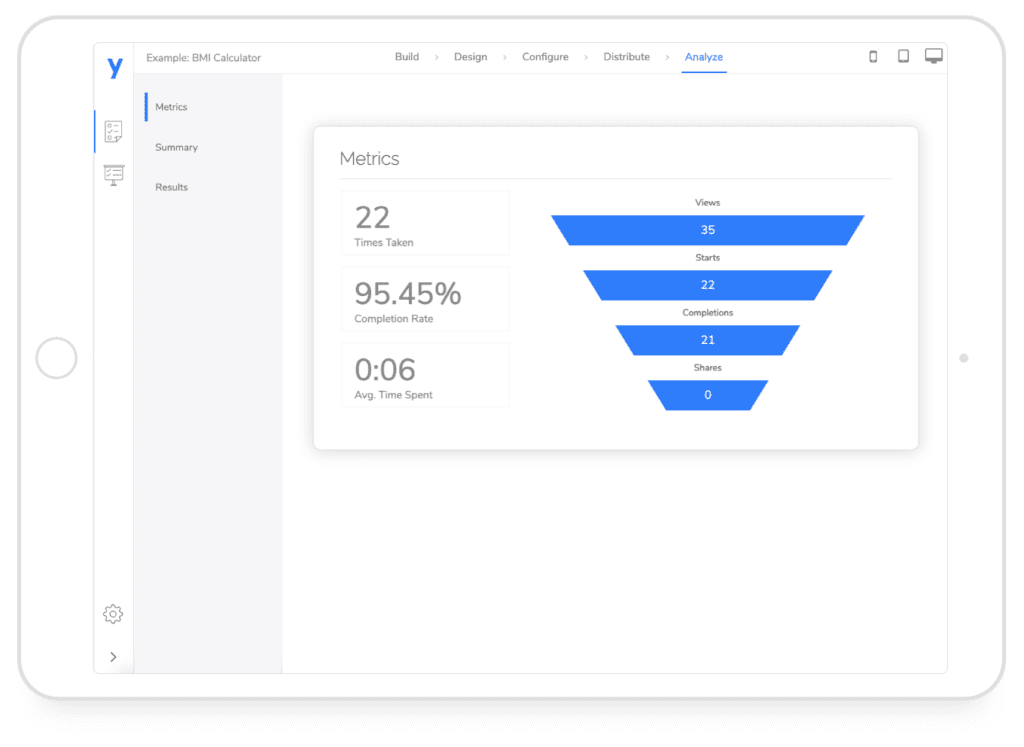 y
Example: BMI Calculator
Build > Design > Configure > Distribute > Analyze
Metrics
Summary
Results
Metrics
22
Times Taken
95.45%
Completion Rate
0:06
Avg. Time Spent
Views
35
Starts
22
Completions
21
Shares
0